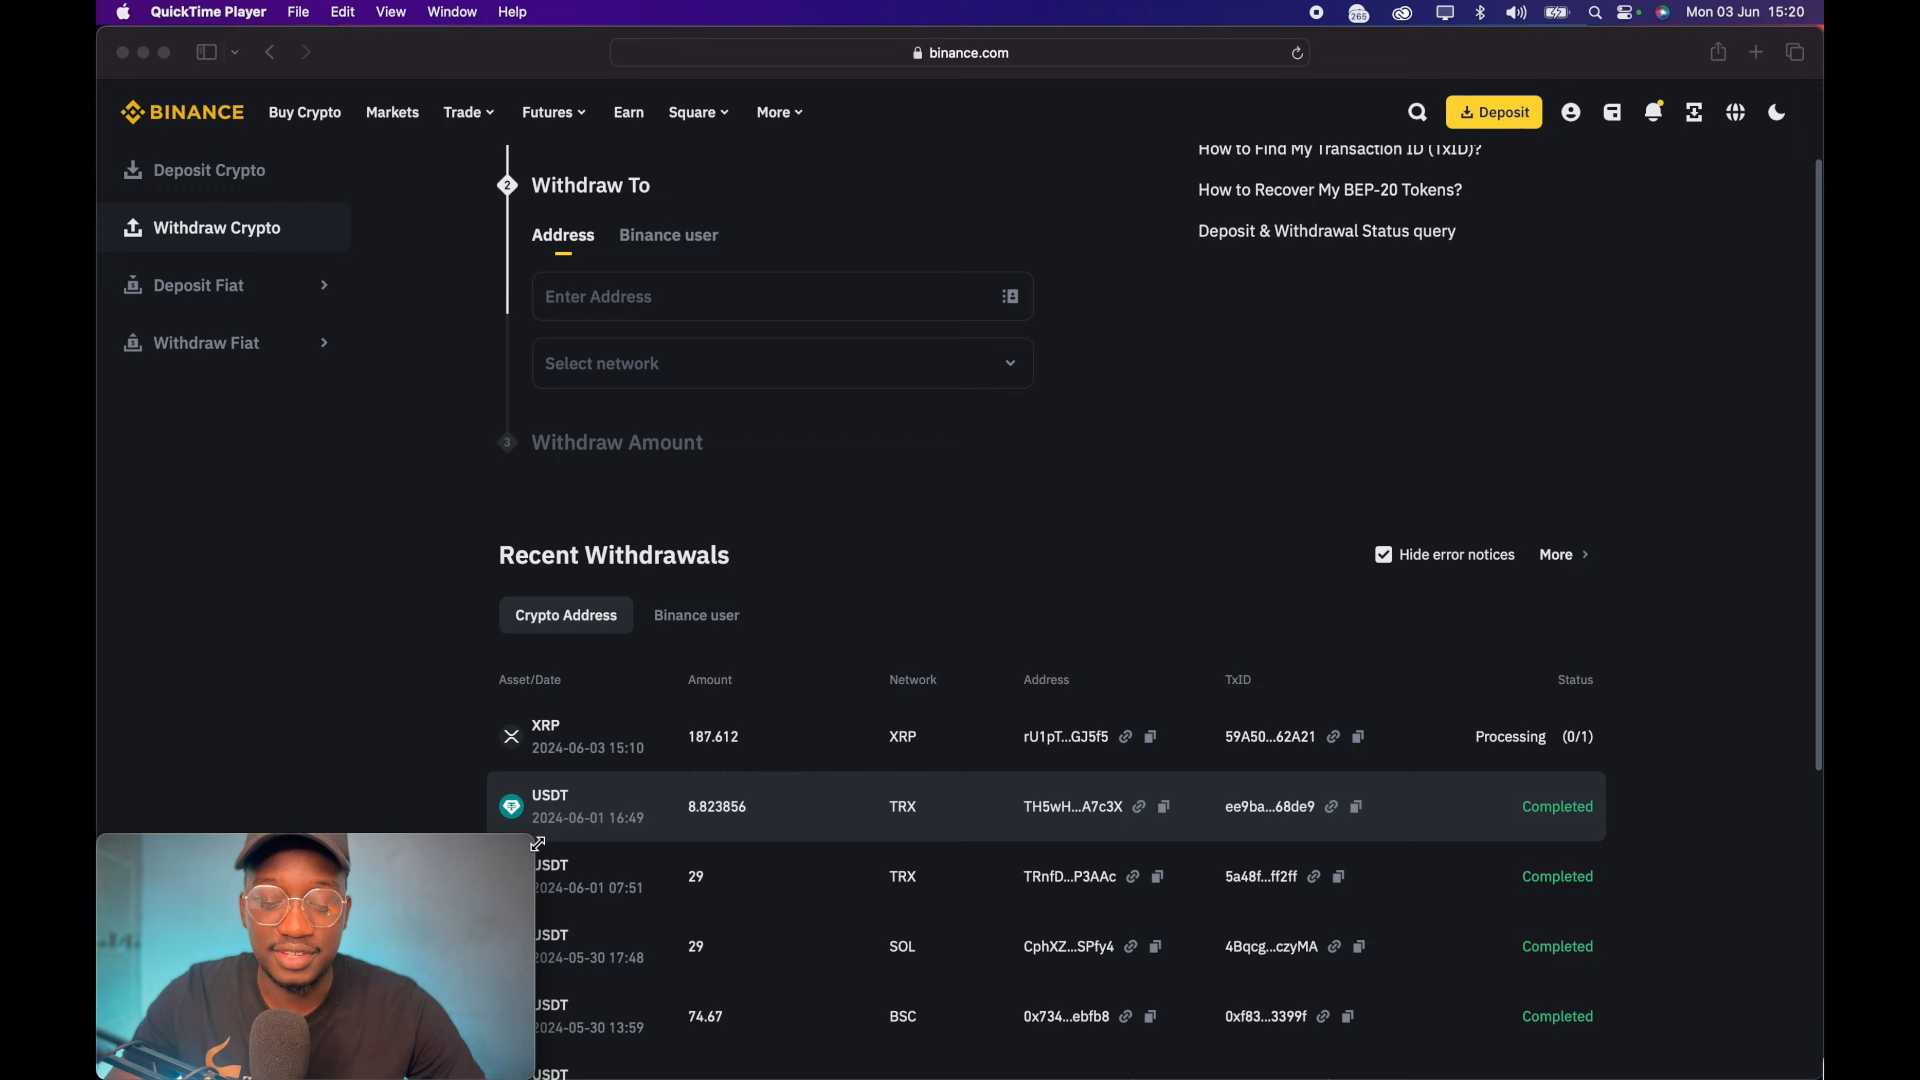 QuickTime Player File Edit View Window Help 265 Mon 03 Jun 15:20
binance.com
BINANCE Buy Crypto Markets Trade Futures Earn Square More Deposit
Deposit Crypto
Withdraw Crypto
Deposit Fiat
Withdraw Fiat
2 Withdraw To
Address Binance user
Enter Address
Select network
3 Withdraw Amount
How to Find My Transaction ID (TxID)?
How to Recover My BEP-20 Tokens?
Deposit & Withdrawal Status query
Recent Withdrawals Hide error notices More
Crypto Address Binance user
Asset/Date Amount Network Address TxID Status
XRP
2024-06-03 15:10 187.612 XRP rU1pT...GJ5f5 59A50...62A21 Processing (0/1)
USDT
2024-06-01 16:49 8.823856 TRX TH5wH...A7c3X ee9ba...68de9 Completed
USDT
2024-06-01 07:51 29 TRX TRnfD...P3AAc 5a48f...ff2ff Completed
USDT
2024-05-30 17:48 29 SOL CphXZ...SPfy4 4Bqcg...czyMA Completed
USDT
2024-05-30 13:59 74.67 BSC 0x734...ebfb8 0xf83...3399f Completed
USDT